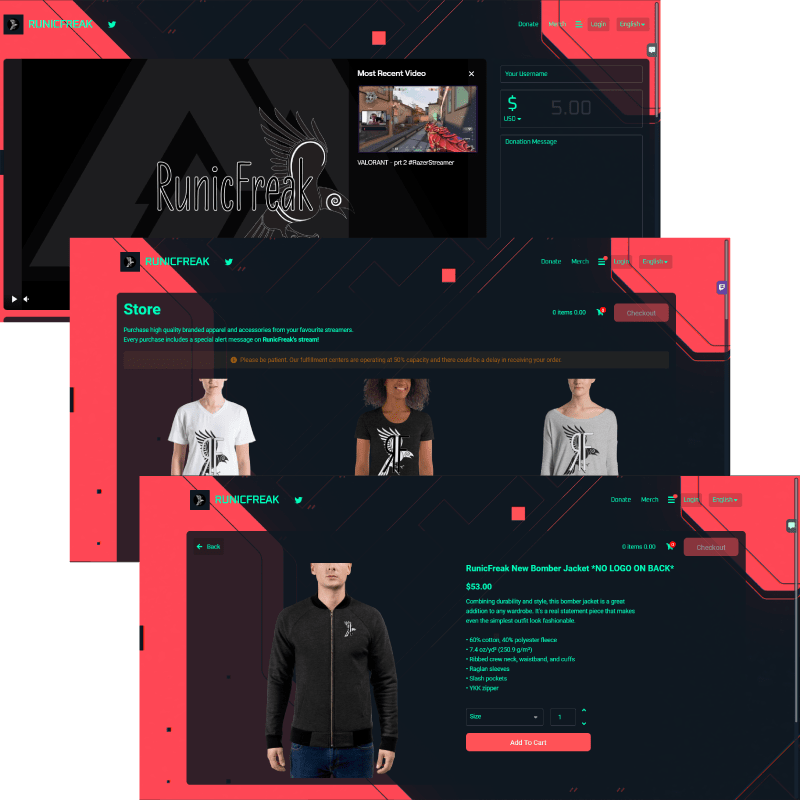 RUNICFREAK
Donate
Merch
Login
English
Most Recent Video
VALORANT - prt 2 #RazerStreamer
RunicFreak
Your Username
$
5.00
USD
Donation Message
RUNICFREAK
Donate
Merch
Login
English
Store
0 items 0.00
Checkout
Purchase high quality branded apparel and accessories from your favourite streamers.
Every purchase includes a special alert message on RunicFreak's stream!
Please be patient. Our fulfillment centers are operating at 50% capacity and there could be a delay in receiving your order.
RUNICFREAK
Donate
Merch
Login
English
Back
0 items 0.00
Checkout
RunicFreak New Bomber Jacket *NO LOGO ON BACK*
$53.00
Combining durability and style, this bomber jacket is a great
addition to any wardrobe. It's a real statement piece that makes
even the simplest outfit look fashionable.
• 60% cotton, 40% polyester fleece
• 7.4 oz/yd² (250.9 g/m²)
• Ribbed crew neck, waistband, and cuffs
• Raglan sleeves
• Slash pockets
• YKK zipper
Size
1
Add To Cart